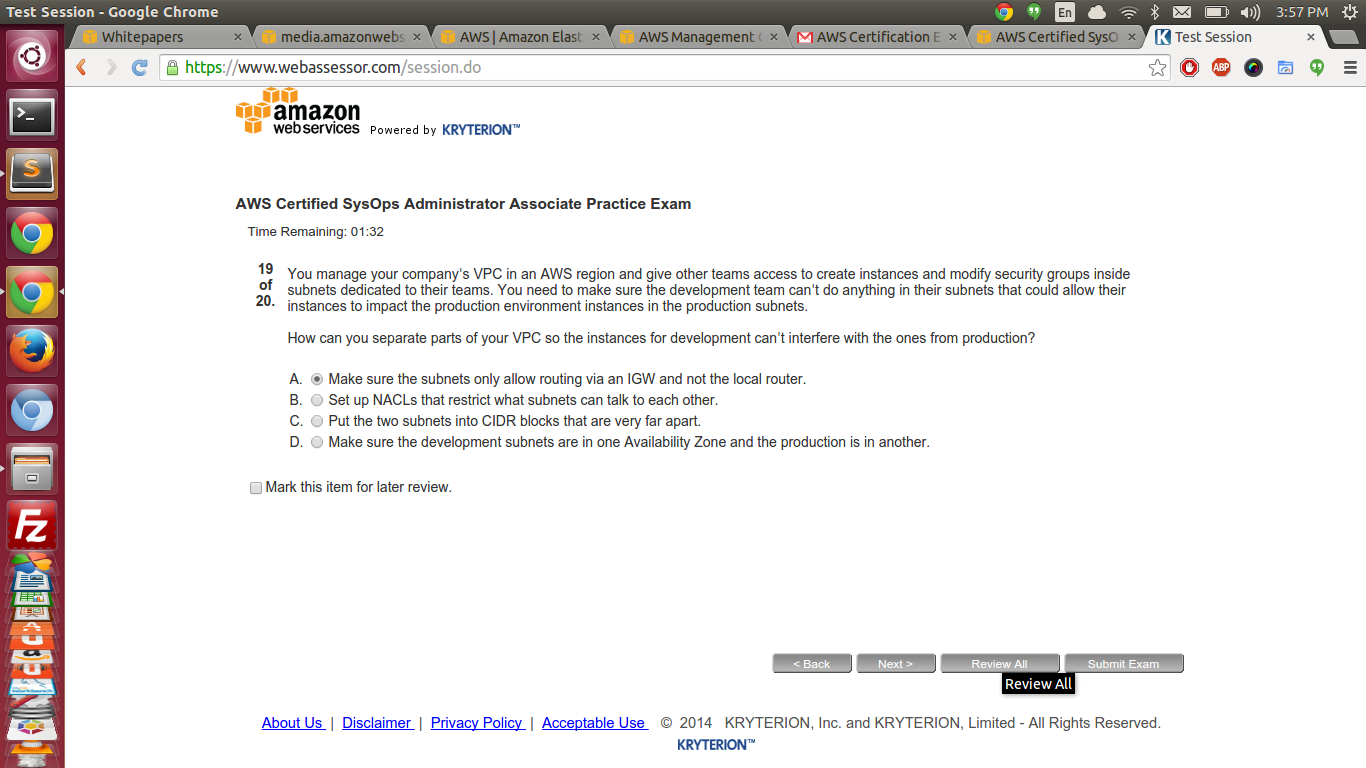 Test Session - Google Chrome
En
3:57 PM
Whitepapers
media.amazonwebs
AWS | Amazon Elast
AWS Management C
AWS Certification E
AWS Certified SysO
Test Session
https://www.webassessor.com/session.do
ABP
amazon
web services
Powered by KRYTERION™
AWS Certified SysOps Administrator Associate Practice Exam
Time Remaining: 01:32
19
of
20.
You manage your company's VPC in an AWS region and give other teams access to create instances and modify security groups inside
subnets dedicated to their teams. You need to make sure the development team can't do anything in their subnets that could allow their
instances to impact the production environment instances in the production subnets.
How can you separate parts of your VPC so the instances for development can't interfere with the ones from production?
A. Make sure the subnets only allow routing via an IGW and not the local router.
B. Set up NACLs that restrict what subnets can talk to each other.
C. Put the two subnets into CIDR blocks that are very far apart.
D. Make sure the development subnets are in one Availability Zone and the production is in another.
Mark this item for later review.
< Back
Next >
Review All
Submit Exam
Review All
About Us | Disclaimer | Privacy Policy | Acceptable Use © 2014 KRYTERION, Inc. and KRYTERION, Limited - All Rights Reserved.
KRYTERION™